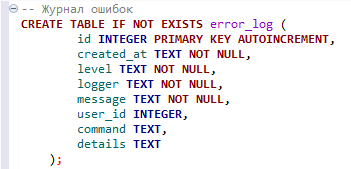 -- Журнал ошибок
CREATE TABLE IF NOT EXISTS error_log (
id INTEGER PRIMARY KEY AUTOINCREMENT,
created_at TEXT NOT NULL,
level TEXT NOT NULL,
logger TEXT NOT NULL,
message TEXT NOT NULL,
user_id INTEGER,
command TEXT,
details TEXT
);